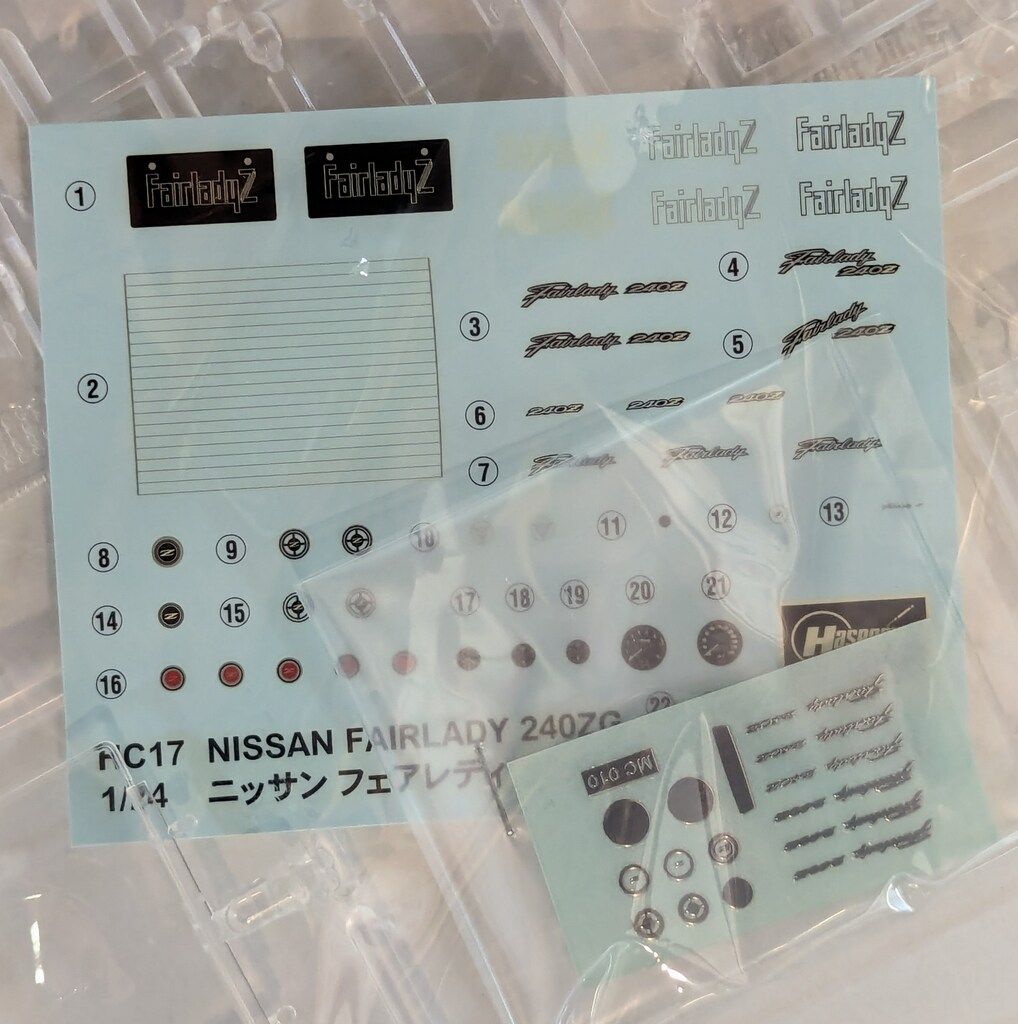 1 FairladyZ FairladyZ FairladyZ FairladyZ
FairladyZ FairladyZ
2
3 Fairlady 240Z
Fairlady 240Z
4 Fairlady 240Z
5 Fairlady 240Z
6 240Z 240Z 240Z
7 Fairlady Fairlady Fairlady
8 Z 9 10 11 12 13
14 Z 15 17 18 19 20 21
16
22
HC17 NISSAN FAIRLADY 240ZG
1/24 ニッサン フェアレディ
MC 010